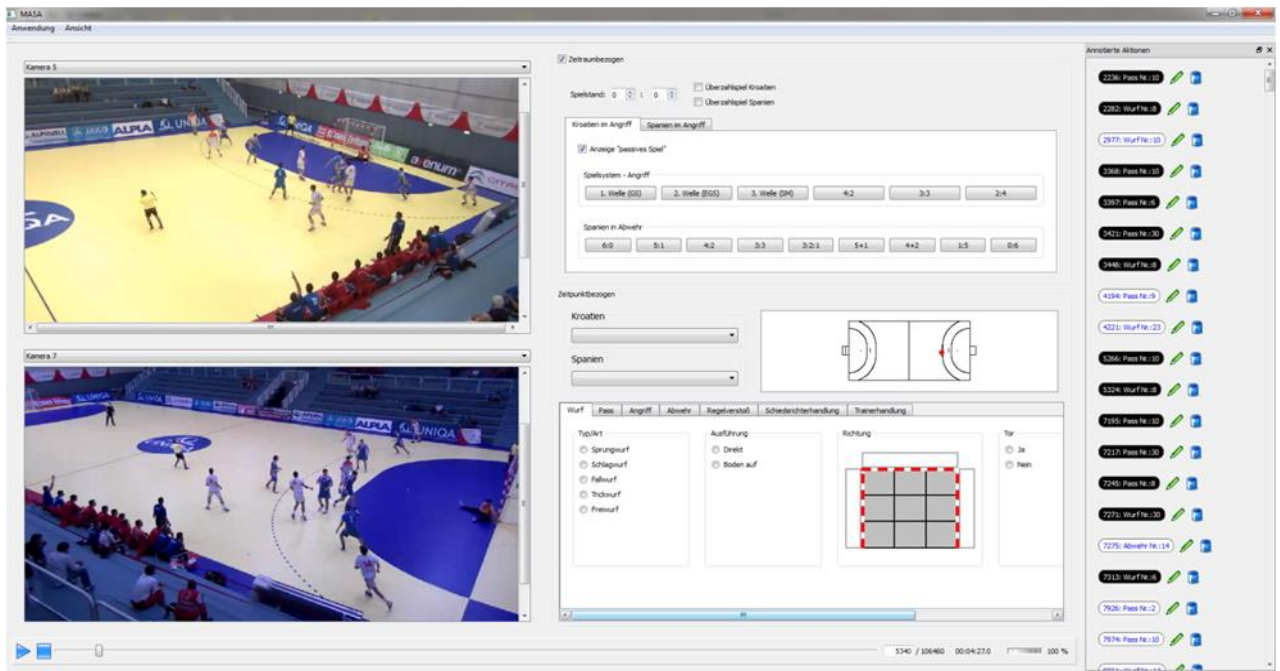 MASA
Anwendung Ansicht
Kamera 5
ALPLA
UNIQA
avenum
CITRO
UNIQA
Kamera 7
UNIQA
UNIQA
Zeitraunbezogen
Spielstand: 0 : 0
Überzahlspiel Kroatien
Überzahlspiel Spanien
Kroatien im Angriff Spanien im Angriff
Anzeige "passives Spiel"
Spielsystem - Angriff
1. Welle (GS) 2. Welle (EGS) 3. Welle (SM) 4:2 3:3 2:4
Spanien in Abwehr
6:0 5:1 4:2 3:3 3:2:1 5+1 4+2 1:5 0:6
Zeitpunktbezogen
Kroatien
Spanien
Wurf Pass Angriff Abwehr Regelverstoß Schiedsrichterhandlung Trainerhandlung
Typ/Art
Sprungwurf
Schlagwurf
Fallwurf
Trickwurf
Freiwurf
Ausführung
Direkt
Boden auf
Richtung
Tor
Ja
Nein
5340 / 106460 00:04:27.0 100 %
Annotierte Aktionen
2236: Pass Nr.:10
2282: Wurf Nr.:8
2977: Wurf Nr.:10
3368: Pass Nr.:10
3397: Pass Nr.:6
3421: Pass Nr.:30
3448: Wurf Nr.:8
4194: Pass Nr.:9
4221: Wurf Nr.:23
5266: Pass Nr.:10
5324: Wurf Nr.:8
7195: Pass Nr.:10
7217: Pass Nr.:30
7245: Pass Nr.:8
7271: Wurf Nr.:30
7275: Abwehr Nr.:14
7313: Wurf Nr.:6
7926: Pass Nr.:2
7974: Pass Nr.:10